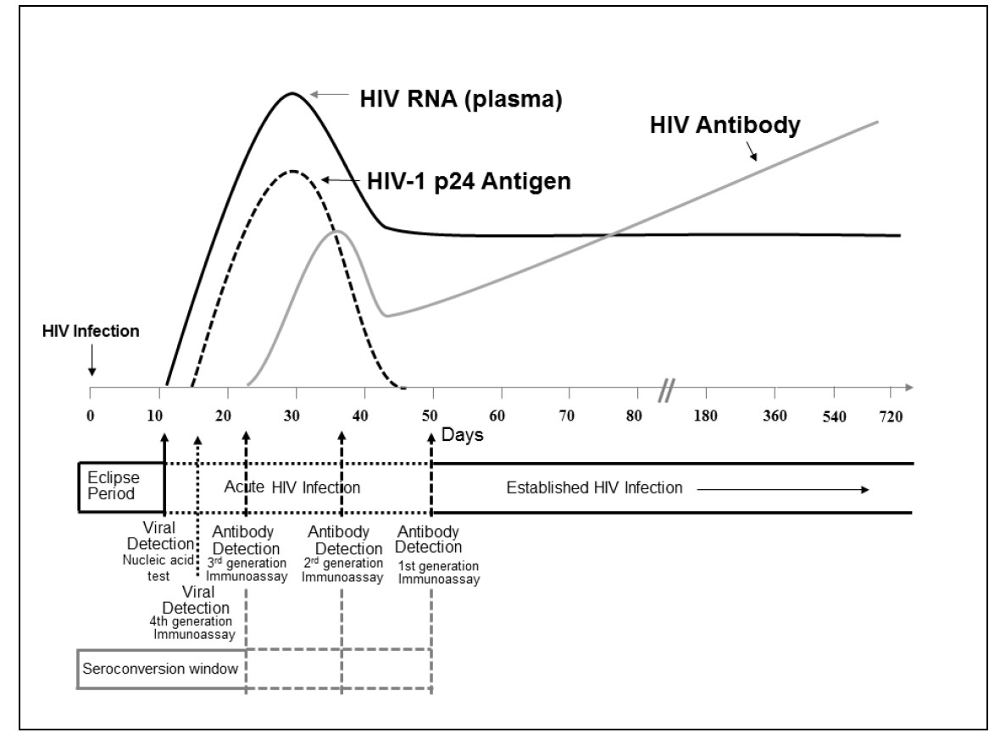 HIV RNA (plasma)
HIV Antibody
HIV-1 p24 Antigen
HIV Infection
0 10 20 30 40 50 60 70 80 180 360 540 720
Days
Eclipse
Period
Acute HIV Infection
Established HIV Infection
Viral
Detection
Nucleic acid
test
Viral
Detection
4th generation
Immunoassay
Antibody
Detection
3rd generation
Immunoassay
Antibody
Detection
2rd generation
Immunoassay
Antibody
Detection
1st generation
Immunoassay
Seroconversion window